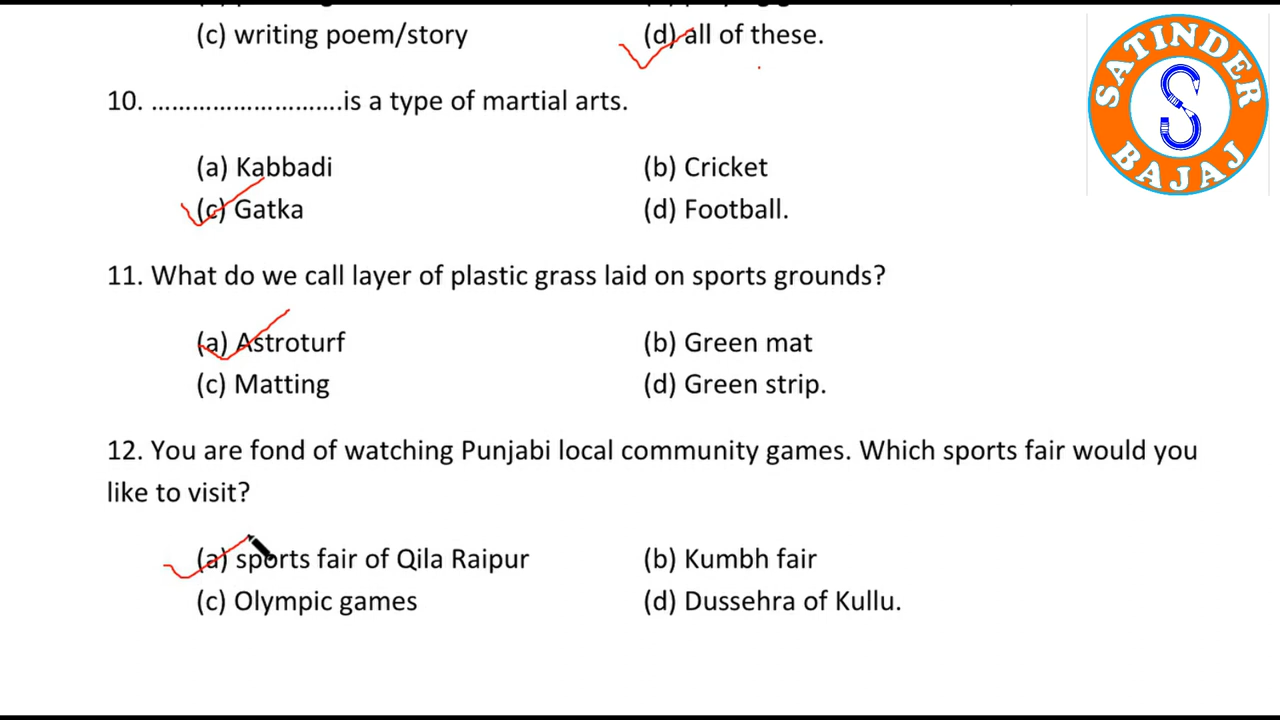 (c) writing poem/story (d) all of these.
10. ............................is a type of martial arts.
(a) Kabbadi (b) Cricket
(c) Gatka (d) Football.
11. What do we call layer of plastic grass laid on sports grounds?
(a) Astroturf (b) Green mat
(c) Matting (d) Green strip.
12. You are fond of watching Punjabi local community games. Which sports fair would you
like to visit?
(a) sports fair of Qila Raipur (b) Kumbh fair
(c) Olympic games (d) Dussehra of Kullu.
SATINDER
S
BAJAJ